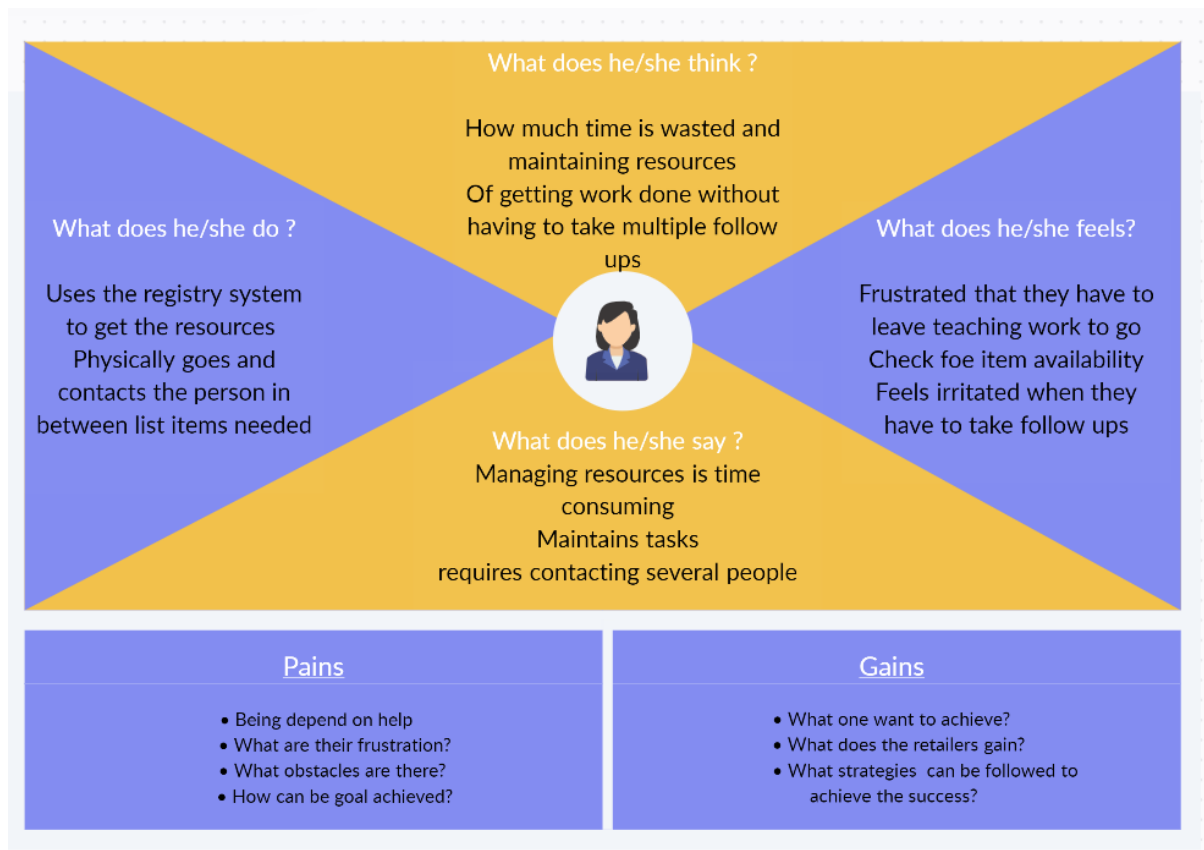 What does he/she think ?
How much time is wasted and
maintaining resources
Of getting work done without
having to take multiple follow
ups
What does he/she do ?
Uses the registry system
to get the resources
Physically goes and
contacts the person in
between list items needed
What does he/she feels?
Frustrated that they have to
leave teaching work to go
Check foe item availability
Feels irritated when they
have to take follow ups
What does he/she say ?
Managing resources is time
consuming
Maintains tasks
requires contacting several people
Pains
• Being depend on help
• What are their frustration?
• What obstacles are there?
• How can be goal achieved?
Gains
• What one want to achieve?
• What does the retailers gain?
• What strategies can be followed to
achieve the success?